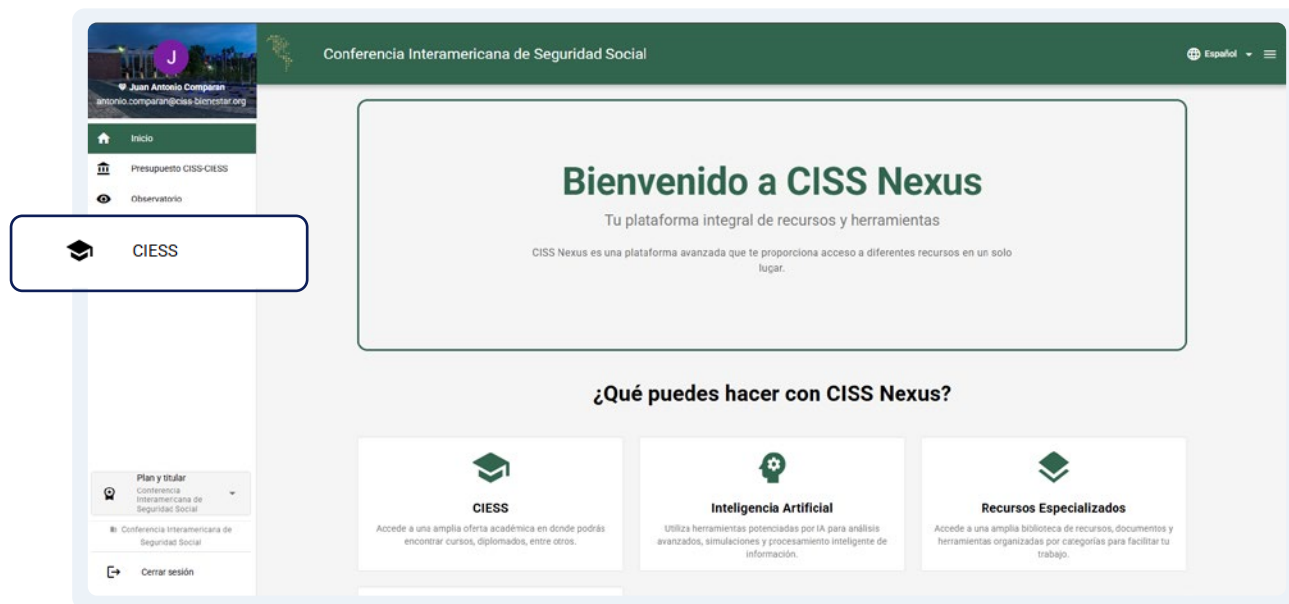 J
Juan Antonio Comparan
antonio.comparan@ciss-bienestar.org
Inicio
Presupuesto CISS-CIESS
Observatorio
CIESS
Plan y titular
Conferencia
Interamericana de
Seguridad Social
Conferencia Interamericana de
Seguridad Social
Cerrar sesión
Conferencia Interamericana de Seguridad Social
Español
Bienvenido a CISS Nexus
Tu plataforma integral de recursos y herramientas
CISS Nexus es una plataforma avanzada que te proporciona acceso a diferentes recursos en un solo
lugar.
¿Qué puedes hacer con CISS Nexus?
CIESS
Accede a una amplia oferta académica en donde podrás
encontrar cursos, diplomados, entre otros.
Inteligencia Artificial
Utiliza herramientas potenciadas por IA para análisis
avanzados, simulaciones y procesamiento inteligente de
información.
Recursos Especializados
Accede a una amplia biblioteca de recursos, documentos y
herramientas organizadas por categorías para facilitar tu
trabajo.